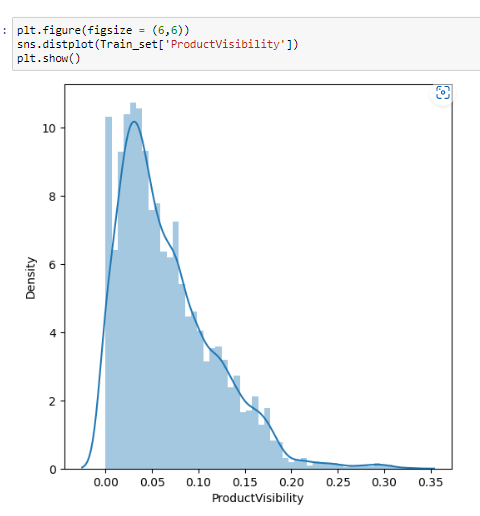 : plt.figure(figsize = (6,6))
sns.distplot(Train_set['ProductVisibility'])
plt.show()
10
8
6
4
2
0
Density
0.00 0.05 0.10 0.15 0.20 0.25 0.30 0.35
ProductVisibility